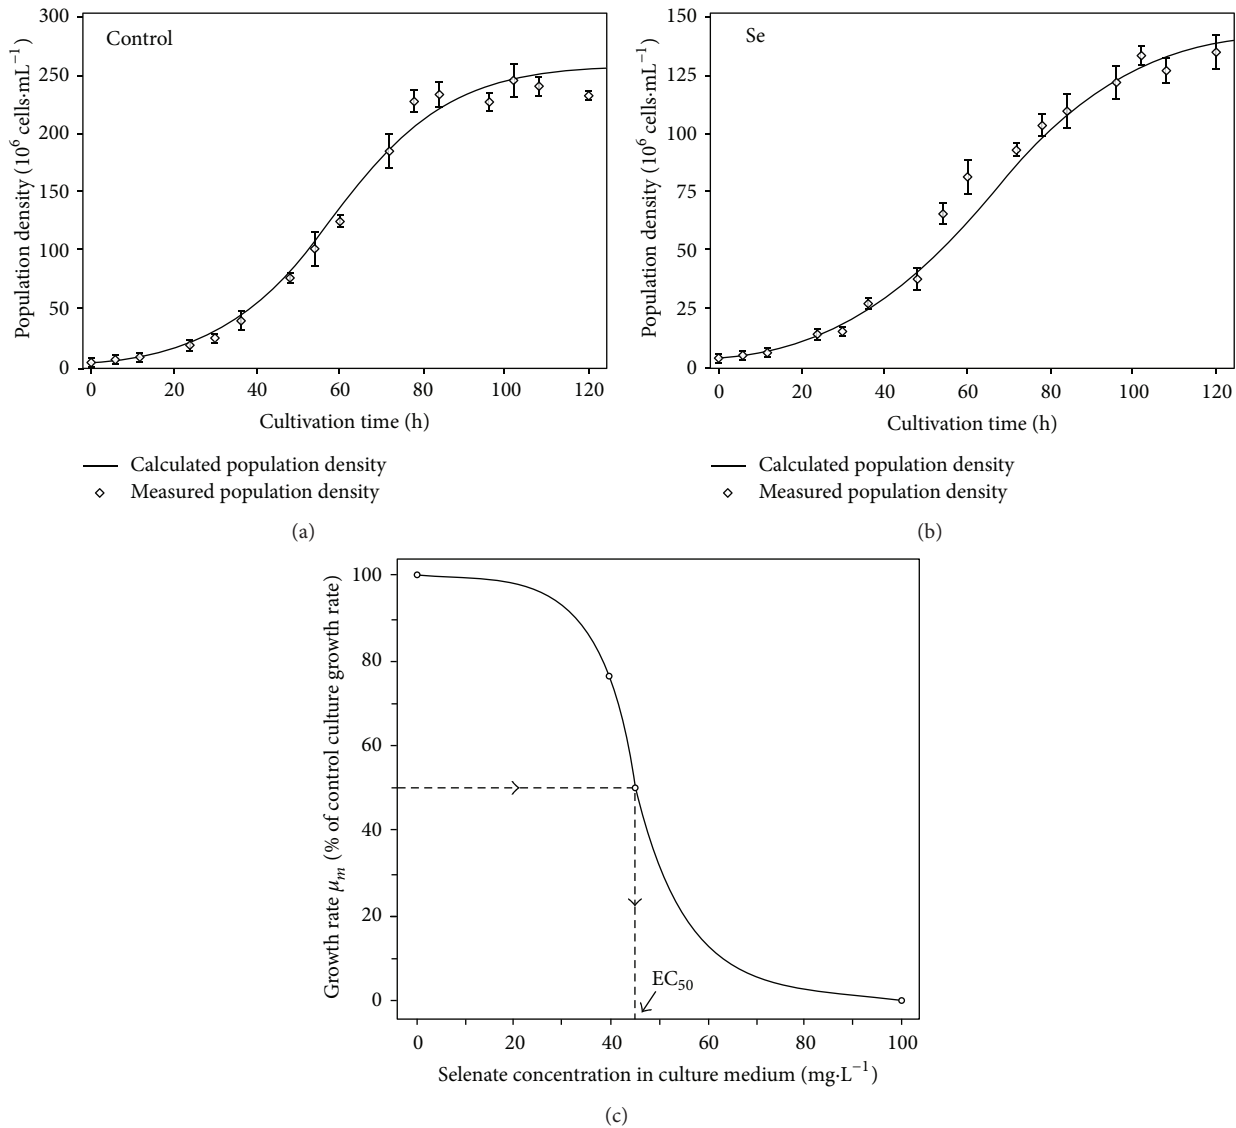 Control
Population density (10⁶ cells·mL⁻¹)
300
250
200
150
100
50
0
0 20 40 60 80 100 120
Cultivation time (h)
Calculated population density
Measured population density
(a)
Se
Population density (10⁶ cells·mL⁻¹)
150
125
100
75
50
25
0
0 20 40 60 80 100 120
Cultivation time (h)
Calculated population density
Measured population density
(b)
Growth rate μₘ (% of control culture growth rate)
100
80
60
40
20
0
EC₅₀
0 20 40 60 80 100
Selenate concentration in culture medium (mg·L⁻¹)
(c)